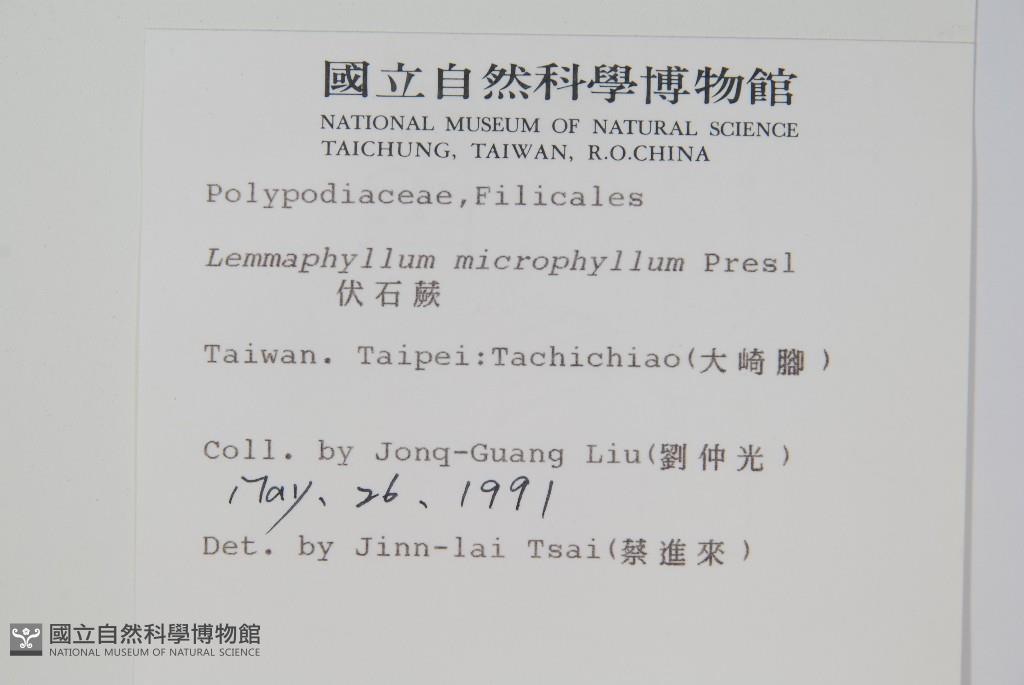 國立自然科學博物館
NATIONAL MUSEUM OF NATURAL SCIENCE
TAICHUNG, TAIWAN, R.O.CHINA
Polypodiaceae,Filicales
Lemmaphyllum microphyllum Presl
伏石蕨
Taiwan. Taipei:Tachichiao(大崎腳)
Coll. by Jonq-Guang Liu(劉仲光)
May、26、1991
Det. by Jinn-lai Tsai(蔡進來)
國立自然科學博物館
NATIONAL MUSEUM OF NATURAL SCIENCE